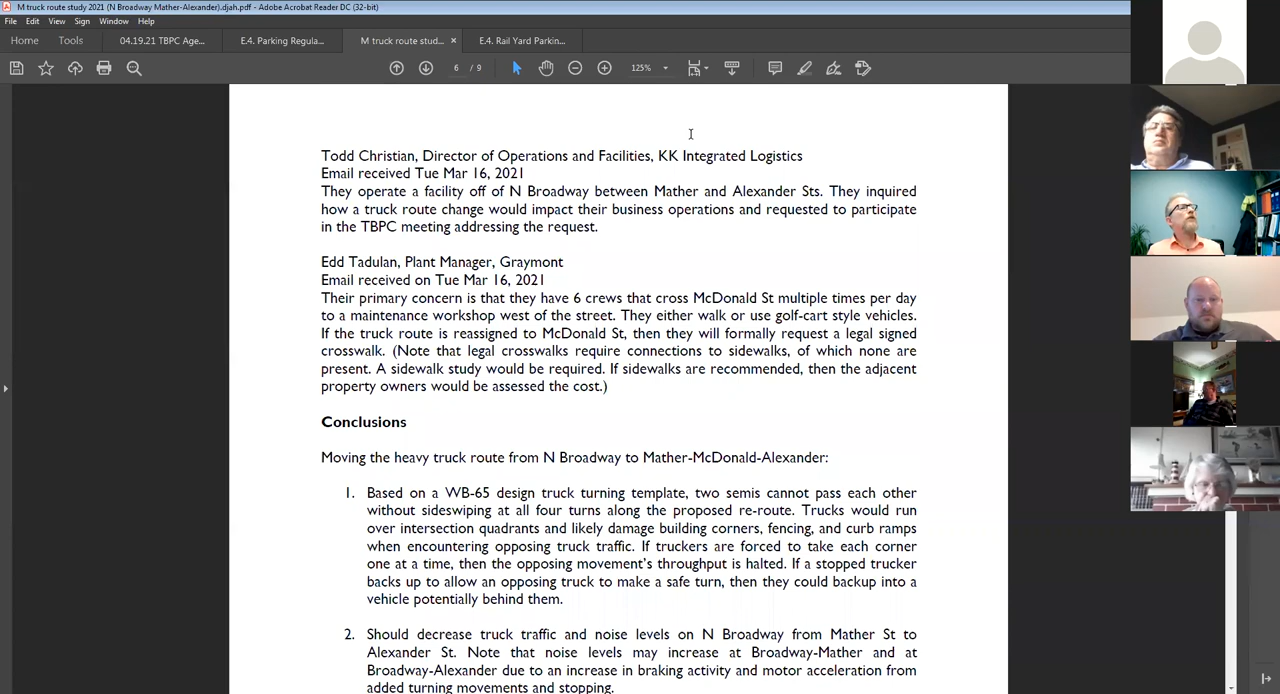 M truck route study 2021 (N Broadway Mather-Alexander).djah.pdf - Adobe Acrobat Reader DC (32-bit)
File Edit View Sign Window Help
Home Tools 04.19.21 TBPC Age... E.4. Parking Regula... M truck route stud... × E.4. Rail Yard Parkin...
6 / 9 125%
Todd Christian, Director of Operations and Facilities, KK Integrated Logistics
Email received Tue Mar 16, 2021
They operate a facility off of N Broadway between Mather and Alexander Sts. They inquired
how a truck route change would impact their business operations and requested to participate
in the TBPC meeting addressing the request.
Edd Tadulan, Plant Manager, Graymont
Email received on Tue Mar 16, 2021
Their primary concern is that they have 6 crews that cross McDonald St multiple times per day
to a maintenance workshop west of the street. They either walk or use golf-cart style vehicles.
If the truck route is reassigned to McDonald St, then they will formally request a legal signed
crosswalk. (Note that legal crosswalks require connections to sidewalks, of which none are
present. A sidewalk study would be required. If sidewalks are recommended, then the adjacent
property owners would be assessed the cost.)
Conclusions
Moving the heavy truck route from N Broadway to Mather-McDonald-Alexander:
1. Based on a WB-65 design truck turning template, two semis cannot pass each other
without sideswiping at all four turns along the proposed re-route. Trucks would run
over intersection quadrants and likely damage building corners, fencing, and curb ramps
when encountering opposing truck traffic. If truckers are forced to take each corner
one at a time, then the opposing movement's throughput is halted. If a stopped trucker
backs up to allow an opposing truck to make a safe turn, then they could backup into a
vehicle potentially behind them.
2. Should decrease truck traffic and noise levels on N Broadway from Mather St to
Alexander St. Note that noise levels may increase at Broadway-Mather and at
Broadway-Alexander due to an increase in braking activity and motor acceleration from
added turning movements and stopping.